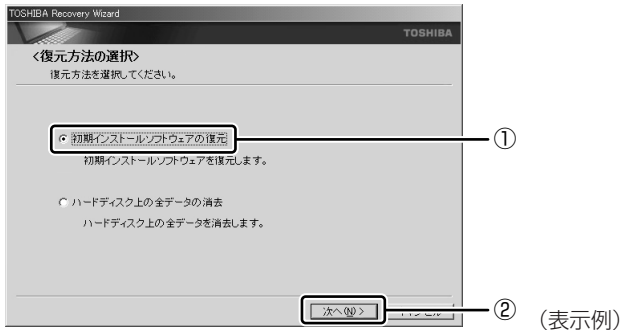 TOSHIBA Recovery Wizard
TOSHIBA
<復元方法の選択>
復元方法を選択してください。
初期インストールソフトウェアの復元
①
初期インストールソフトウェアを復元します。
ハードディスク上の全データの消去
ハードディスク上の全データを消去します。
次へ(N) >
②
(表示例)